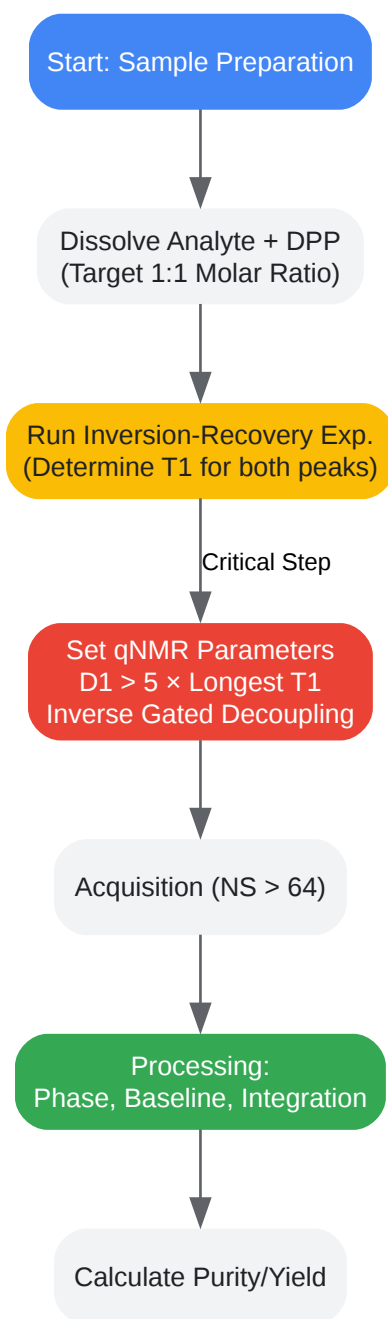 Start: Sample Preparation
Dissolve Analyte + DPP
(Target 1:1 Molar Ratio)
Run Inversion-Recovery Exp.
(Determine T1 for both peaks)
Critical Step
Set qNMR Parameters
D1 > 5 × Longest T1
Inverse Gated Decoupling
Acquisition (NS > 64)
Processing:
Phase, Baseline, Integration
Calculate Purity/Yield